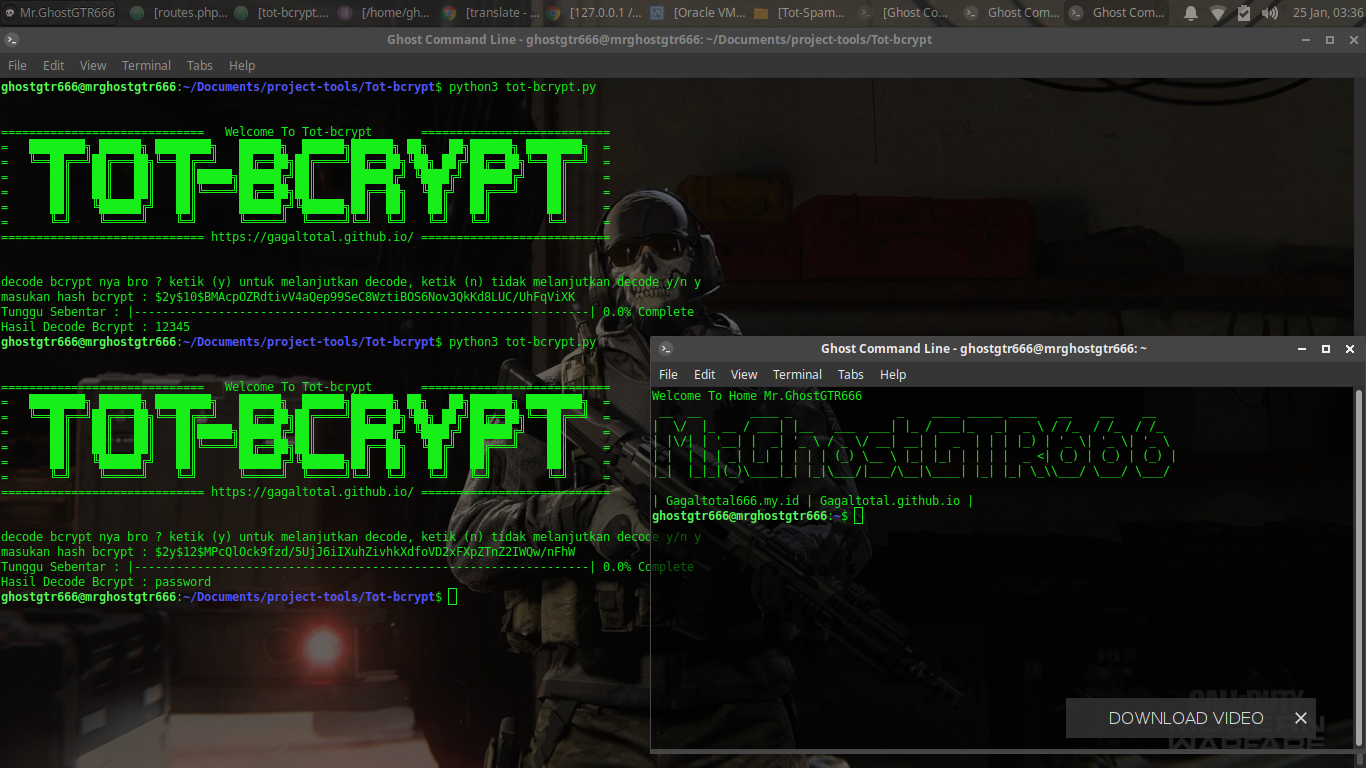 Mr.GhostGTR666 [routes.php... [tot-bcrypt.... [/home/gh... [translate - ... [127.0.0.1 /... [Oracle VM... [Tot-Spam... [Ghost Co... Ghost Com... Ghost Com... 25 Jan, 03:36
Ghost Command Line - ghostgtr666@mrghostgtr666: ~/Documents/project-tools/Tot-bcrypt
File Edit View Terminal Tabs Help
ghostgtr666@mrghostgtr666:~/Documents/project-tools/Tot-bcrypt$ python3 tot-bcrypt.py
============================= Welcome To Tot-bcrypt ===========================
TOT-BCRYPT
============================= https://gagaltotal.github.io/ ===========================
decode bcrypt nya bro ? ketik (y) untuk melanjutkan decode, ketik (n) tidak melanjutkan decode y/n y
masukan hash bcrypt : $2y$10$BMAcpOZRdtivV4aQep99SeC8WztiBOS6Nov3QkKd8LUC/UhFqViXK
Tunggu Sebentar : |-----------------------------------------------------------------| 0.0% Complete
Hasil Decode Bcrypt : 12345
ghostgtr666@mrghostgtr666:~/Documents/project-tools/Tot-bcrypt$ python3 tot-bcrypt.py
============================= Welcome To Tot-bcrypt ===========================
TOT-BCRYPT
============================= https://gagaltotal.github.io/ ===========================
decode bcrypt nya bro ? ketik (y) untuk melanjutkan decode, ketik (n) tidak melanjutkan decode y/n y
masukan hash bcrypt : $2y$12$MPcQlOck9fzd/5UjJ6iIXuhZivhkXdfoVD2xFXpZTnZ2IWQw/nFhW
Tunggu Sebentar : |-----------------------------------------------------------------| 0.0% Complete
Hasil Decode Bcrypt : password
ghostgtr666@mrghostgtr666:~/Documents/project-tools/Tot-bcrypt$
Ghost Command Line - ghostgtr666@mrghostgtr666: ~
File Edit View Terminal Tabs Help
Welcome To Home Mr.GhostGTR666
MrGhostGTR666
| Gagaltotal666.my.id | Gagaltotal.github.io |
ghostgtr666@mrghostgtr666:~$
CALL OF DUTY
DOWNLOAD VIDEO
MODERN
WARFARE